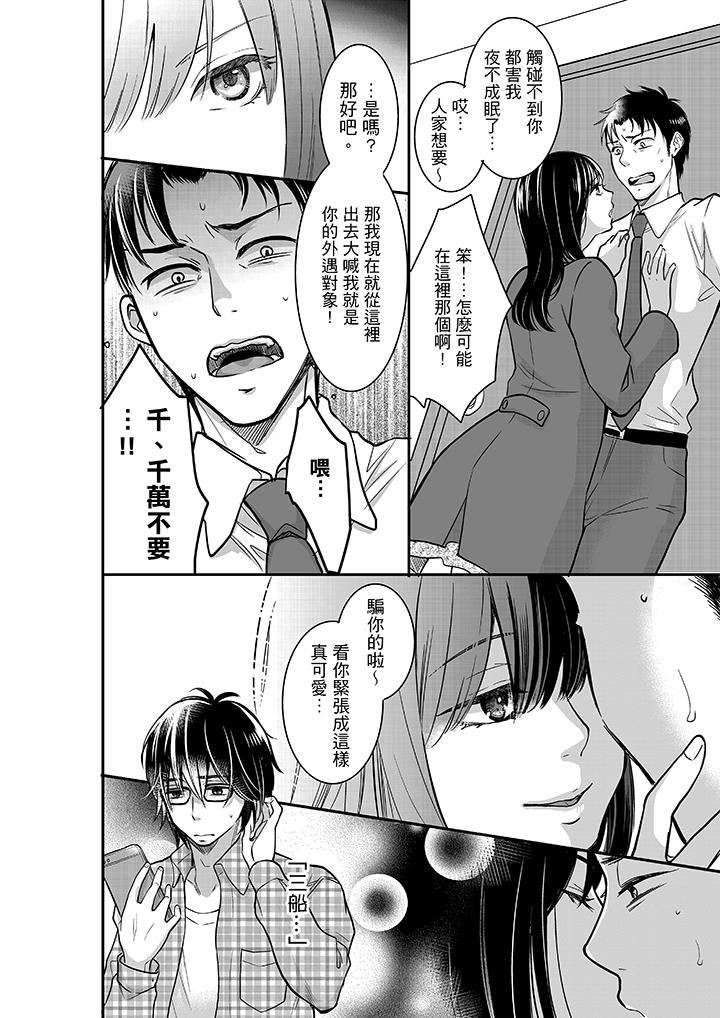 觸碰不到你
都害我
夜不成眠了…
哎…
人家想要～
笨！…怎麼可能
在這裡那個啊！
…是嗎？
那好吧。
那我現在就從這裡
出去大喊我就是
你的外遇對象！
喂…
千、千萬不要
…!!
騙你的啦～
看你緊張成這樣
真可愛…
「三船…」